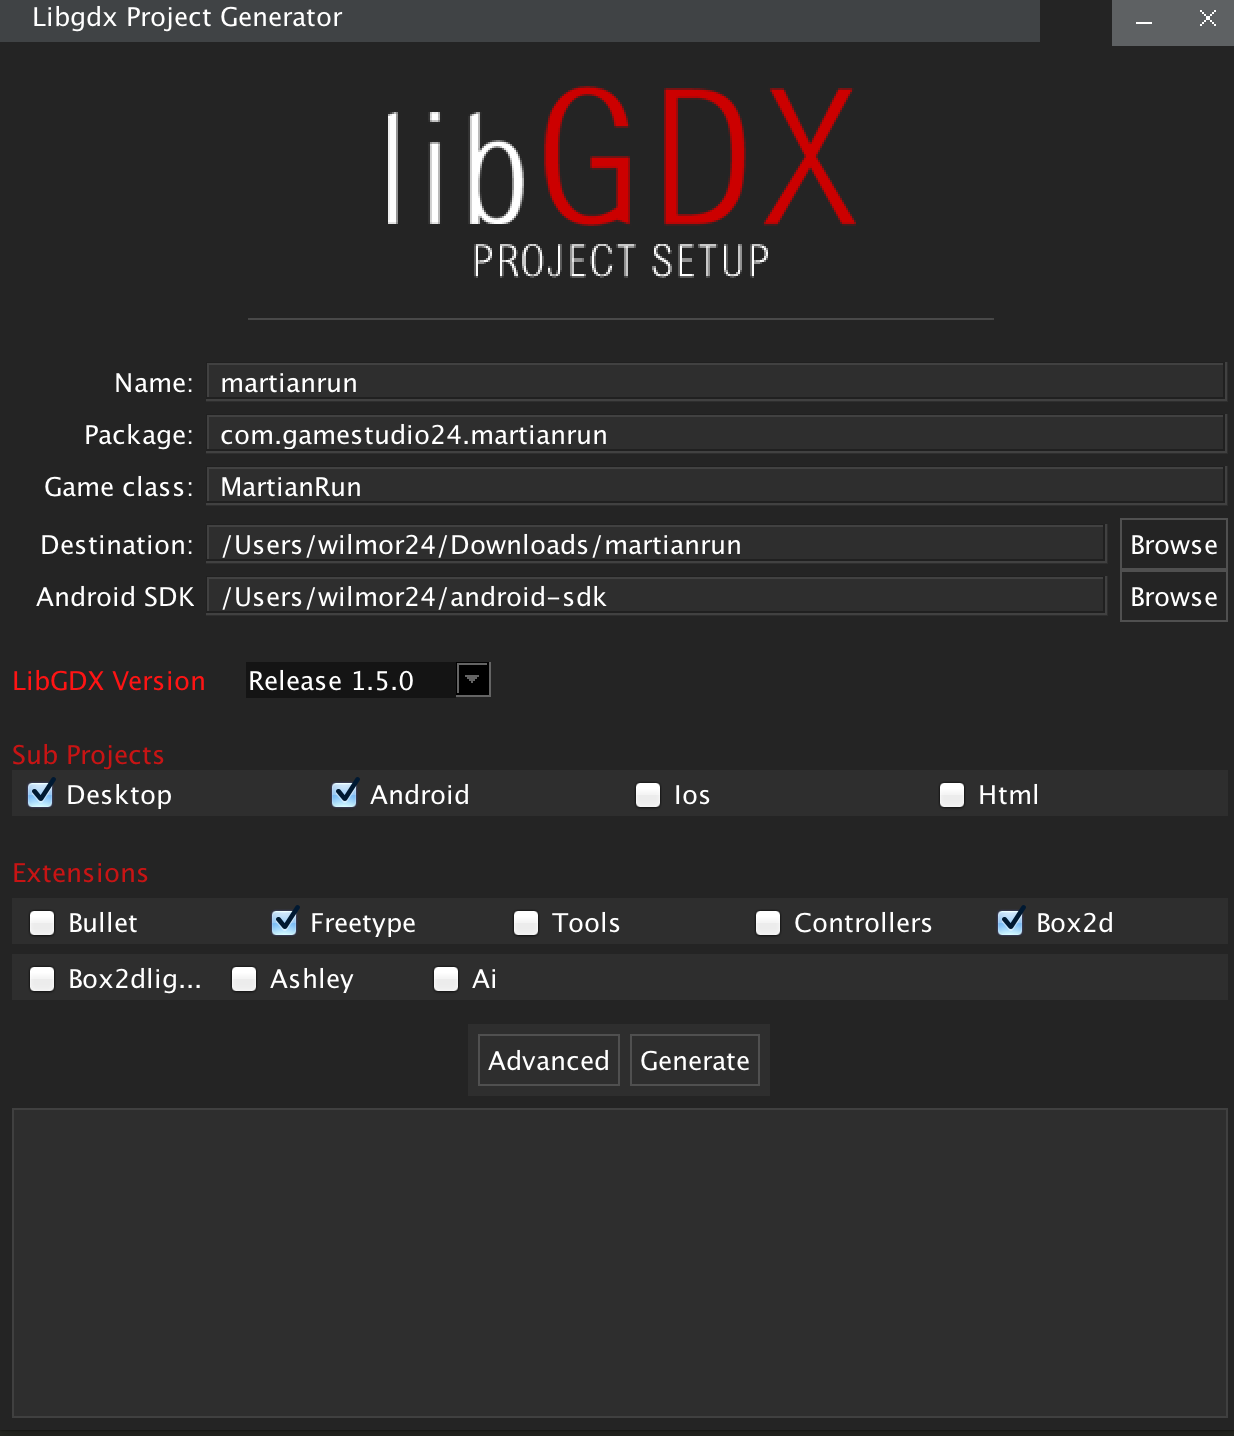 Libgdx Project Generator
libGDX
PROJECT SETUP
Name: martianrun
Package: com.gamestudio24.martianrun
Game class: MartianRun
Destination: /Users/wilmor24/Downloads/martianrun Browse
Android SDK /Users/wilmor24/android-sdk Browse
LibGDX Version Release 1.5.0
Sub Projects
Desktop Android Ios Html
Extensions
Bullet Freetype Tools Controllers Box2d
Box2dlig... Ashley Ai
Advanced Generate